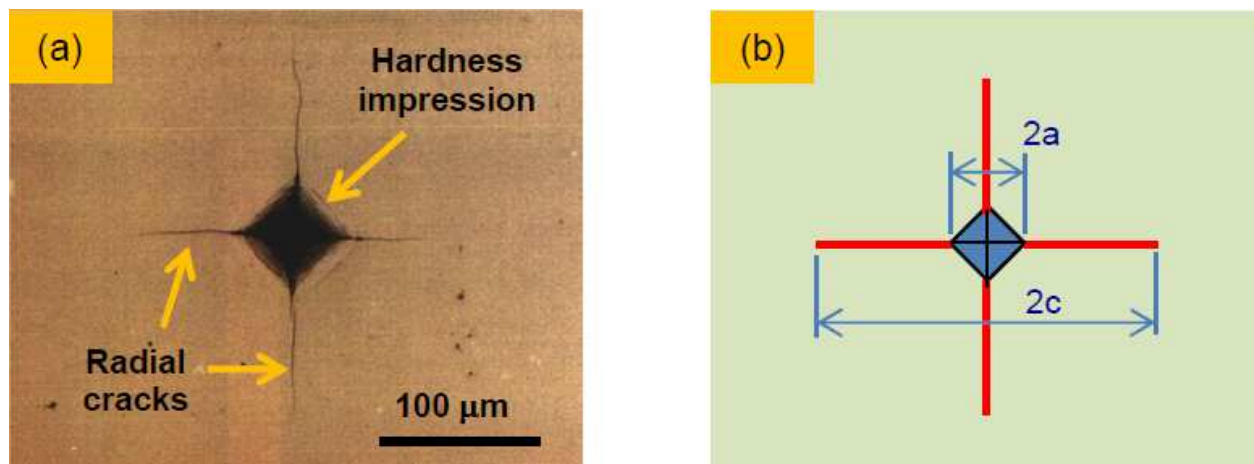 (a)
Hardness
impression
Radial
cracks
100 μm
(b)
2a
2c